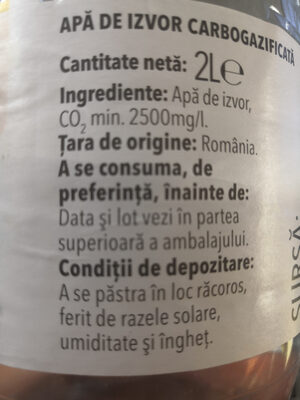 APĂ DE IZVOR CARBOGAZIFICATĂ
Cantitate netă: 2L℮
Ingrediente: Apă de izvor,
CO₂ min. 2500mg/l.
Țara de origine: România.
A se consuma, de
preferință, înainte de:
Data și lot vezi în partea
superioară a ambalajului.
Condiții de depozitare:
A se păstra în loc răcoros,
ferit de razele solare,
umiditate și îngheț.
SURSĂ: